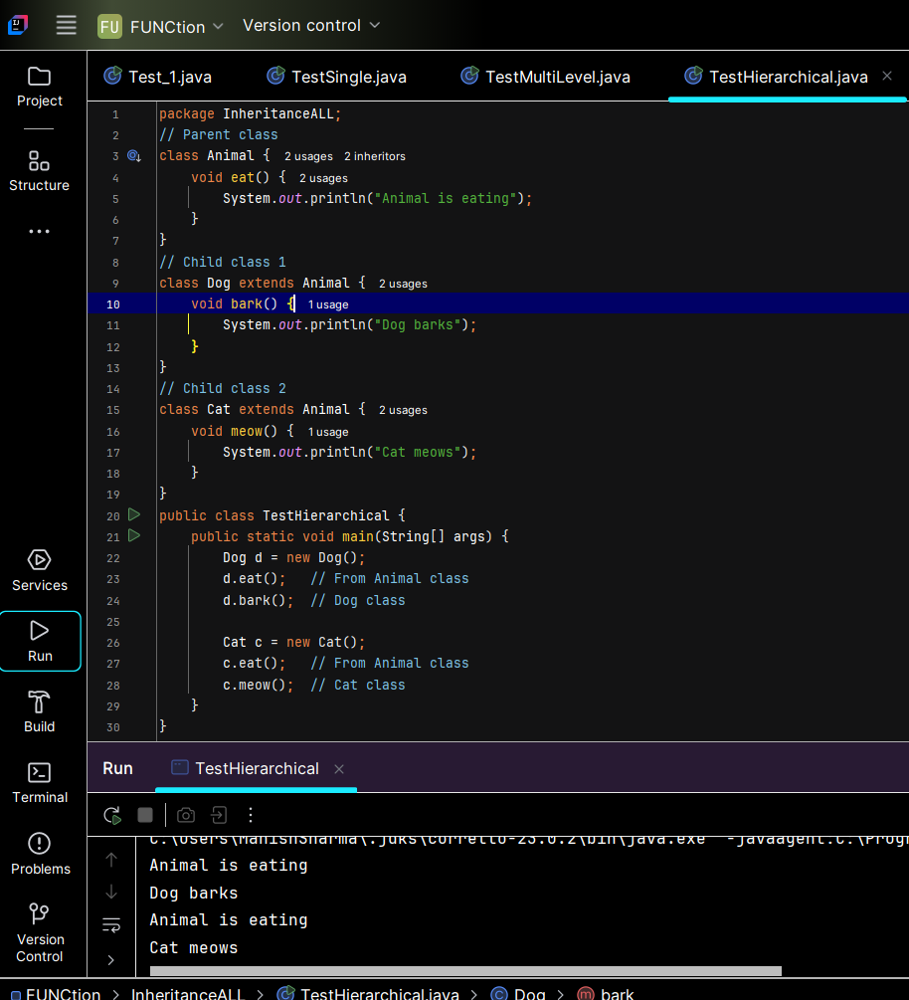 FU FUNCtion Version control
Test_1.java TestSingle.java TestMultiLevel.java TestHierarchical.java
Project
Structure
Services
Run
Build
Terminal
Problems
Version
Control
1 package InheritanceALL;
2 // Parent class
3 class Animal { 2 usages 2 inheritors
4 void eat() { 2 usages
5 System.out.println("Animal is eating");
6 }
7 }
8 // Child class 1
9 class Dog extends Animal { 2 usages
10 void bark() { 1 usage
11 System.out.println("Dog barks");
12 }
13 }
14 // Child class 2
15 class Cat extends Animal { 2 usages
16 void meow() { 1 usage
17 System.out.println("Cat meows");
18 }
19 }
20 public class TestHierarchical {
21 public static void main(String[] args) {
22 Dog d = new Dog();
23 d.eat(); // From Animal class
24 d.bark(); // Dog class
25
26 Cat c = new Cat();
27 c.eat(); // From Animal class
28 c.meow(); // Cat class
29 }
30 }
Run TestHierarchical
C:\Users\ManishSharma\.jdks\corretto-23.0.2\bin\java.exe" "-javaagent:C:\Progr
Animal is eating
Dog barks
Animal is eating
Cat meows
FUNCtion > InheritanceALL > TestHierarchical.java > Dog > bark